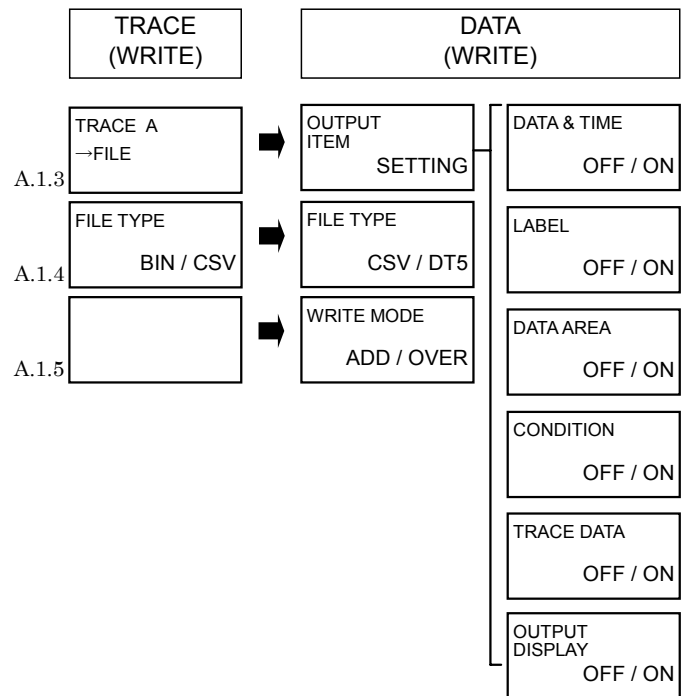 TRACE
(WRITE)
DATA
(WRITE)
TRACE A
→FILE
A.1.3
OUTPUT
ITEM
SETTING
DATA & TIME
OFF / ON
FILE TYPE
BIN / CSV
A.1.4
FILE TYPE
CSV / DT5
LABEL
OFF / ON
A.1.5
WRITE MODE
ADD / OVER
DATA AREA
OFF / ON
CONDITION
OFF / ON
TRACE DATA
OFF / ON
OUTPUT
DISPLAY
OFF / ON